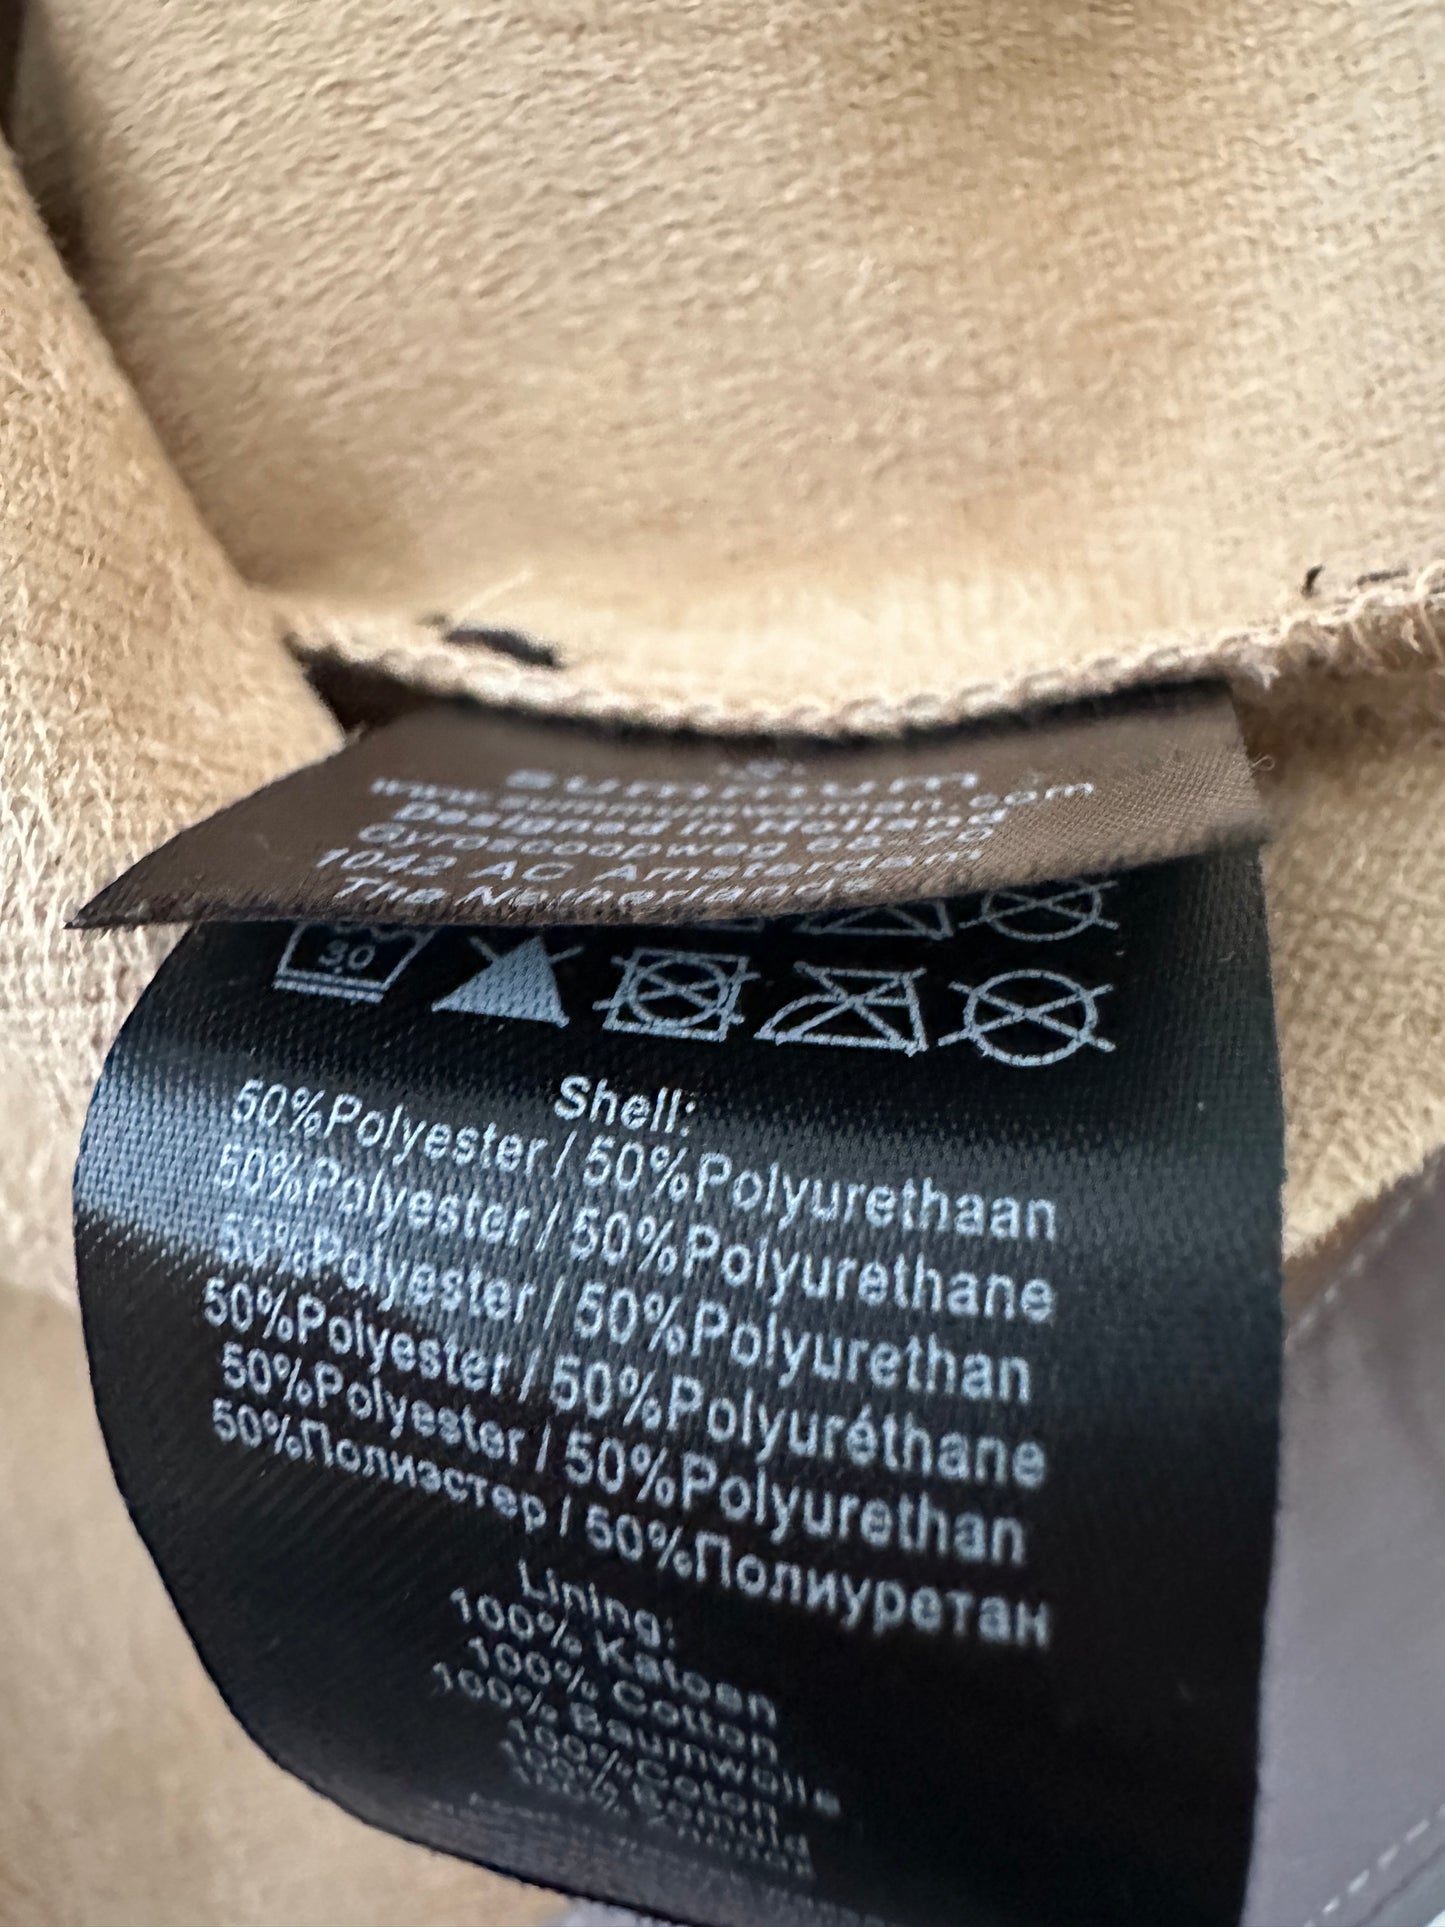 summum
www.summumwoman.com
Designed in Holland
Gyroscoopweg
1042 AC Amsterdam
The Netherlands
30
Shell:
50%Polyester / 50%Polyurethaan
50%Polyester / 50%Polyurethane
50%Polyester / 50%Polyurethan
50%Polyester / 50%Polyuréthane
50%Polyester / 50%Polyurethan
50%Полиэстер / 50%Полиуретан
Lining:
100% Katoen
100% Cotton
100%Baumwolle
100%Coton
100%
100%